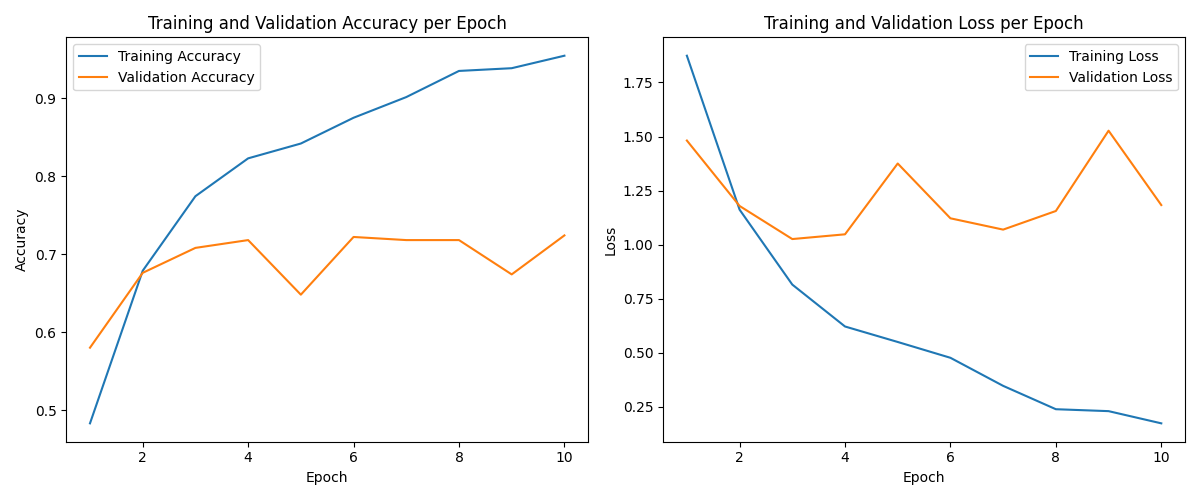 Training and Validation Accuracy per Epoch
Training Accuracy
Validation Accuracy
0.9
0.8
0.7
0.6
0.5
Accuracy
2 4 6 8 10
Epoch
Training and Validation Loss per Epoch
Training Loss
Validation Loss
1.75
1.50
1.25
1.00
0.75
0.50
0.25
Loss
2 4 6 8 10
Epoch